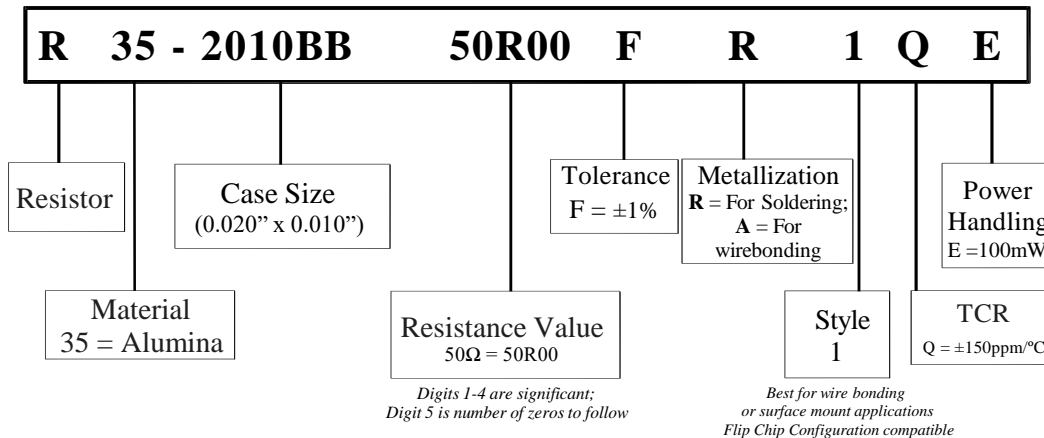 R 35 - 2010BB 50R00 F R 1 Q E
Resistor
Case Size
(0.020” x 0.010”)
Tolerance
F = ±1%
Metallization
R = For Soldering;
A = For
wirebonding
Power
Handling
E =100mW
Material
35 = Alumina
Resistance Value
50Ω = 50R00
Digits 1-4 are significant;
Digit 5 is number of zeros to follow
Style
1
Best for wire bonding
or surface mount applications
Flip Chip Configuration compatible
TCR
Q = ±150ppm/ºC